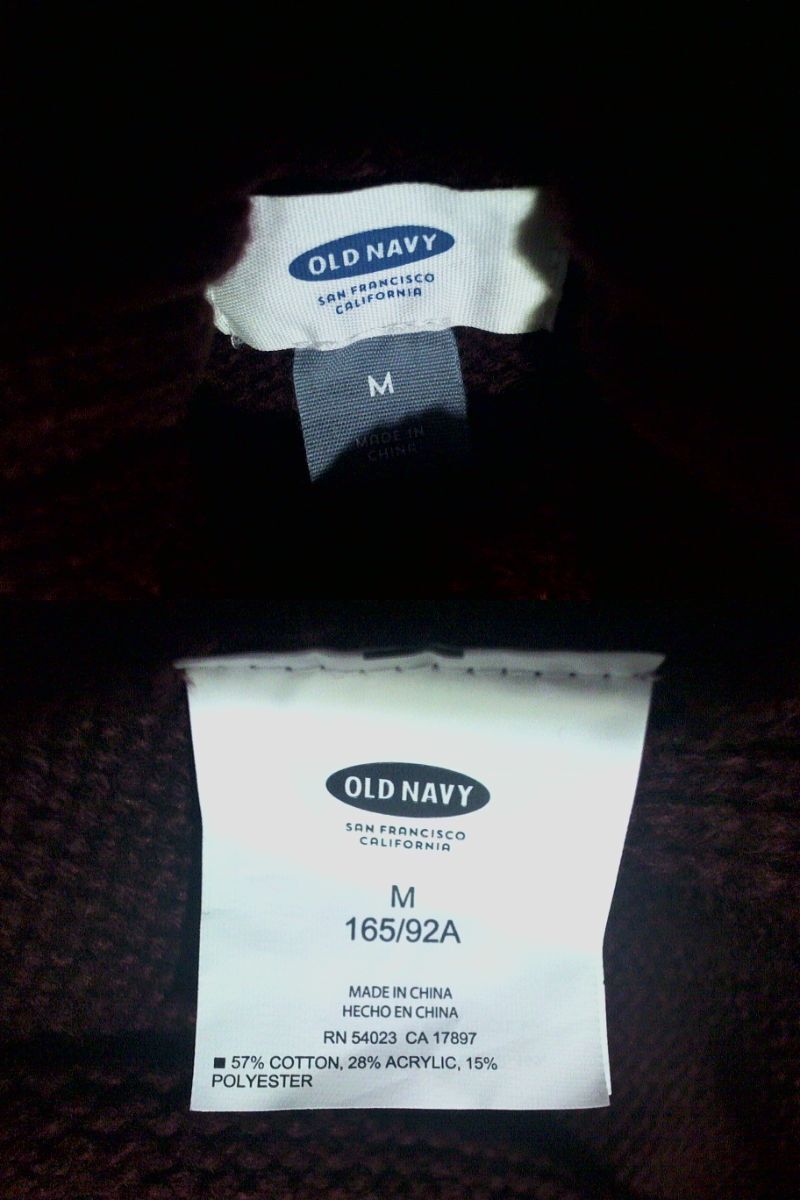 OLD NAVY
SAN FRANCISCO
CALIFORNIA
M
MADE IN
CHINA
OLD NAVY
SAN FRANCISCO
CALIFORNIA
M
165/92A
MADE IN CHINA
HECHO EN CHINA
RN 54023 CA 17897
■ 57% COTTON, 28% ACRYLIC, 15%
POLYESTER